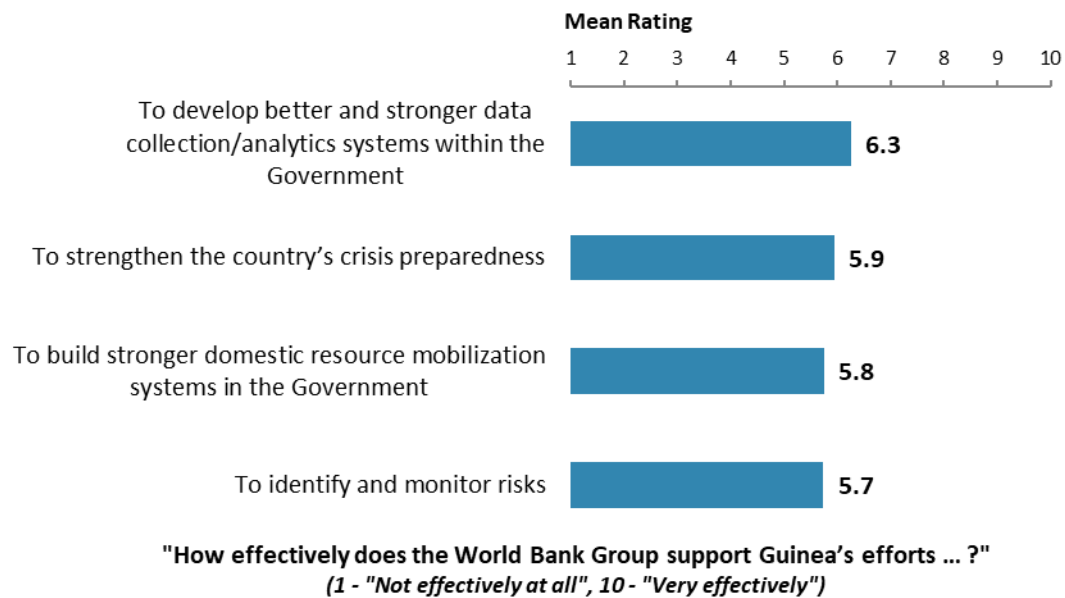 Mean Rating
1 2 3 4 5 6 7 8 9 10
To develop better and stronger data
collection/analytics systems within the
Government
6.3
To strengthen the country’s crisis preparedness
5.9
To build stronger domestic resource mobilization
systems in the Government
5.8
To identify and monitor risks
5.7
"How effectively does the World Bank Group support Guinea’s efforts ... ?"
(1 - "Not effectively at all", 10 - "Very effectively")